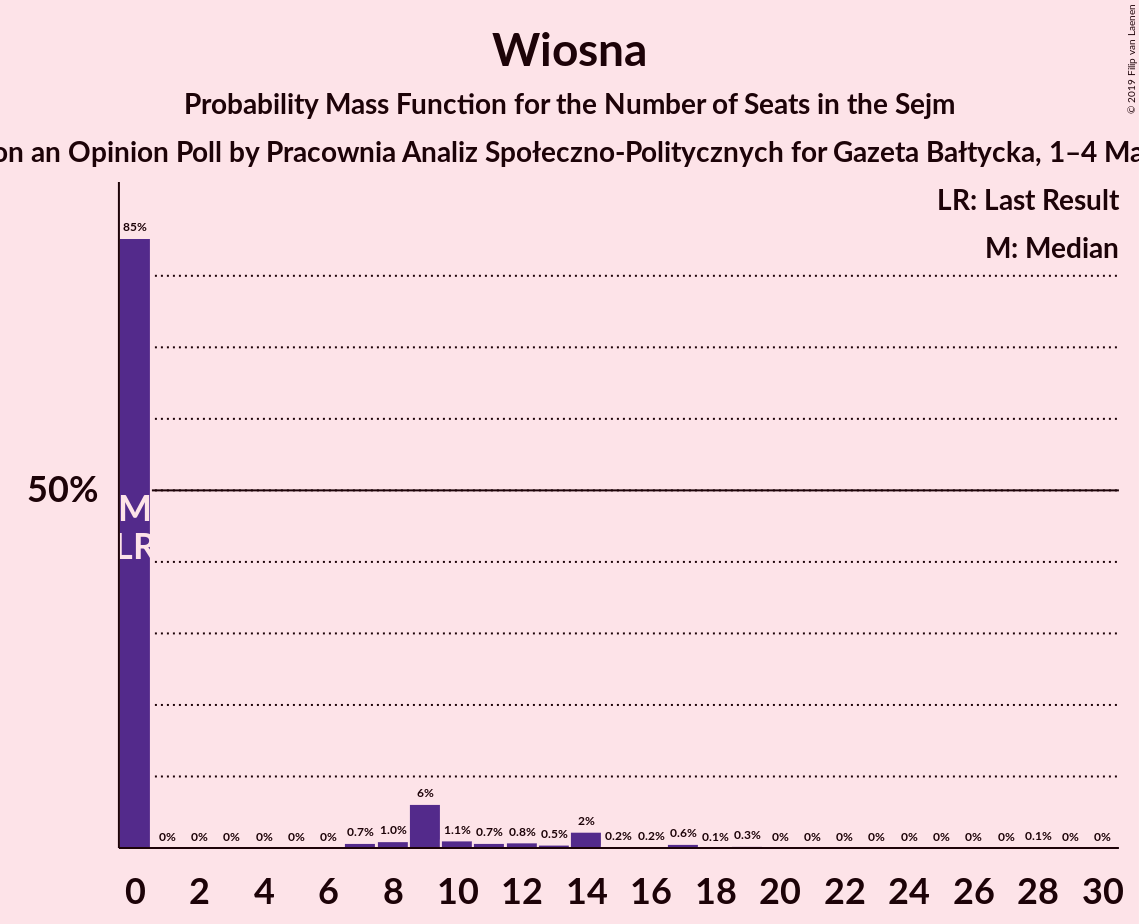 Wiosna
Probability Mass Function for the Number of Seats in the Sejm
on an Opinion Poll by Pracownia Analiz Społeczno-Politycznych for Gazeta Bałtycka, 1–4 Ma
© 2019 Filip van Laenen
LR: Last Result
M: Median
85%
50%
M
LR
0% 0% 0% 0% 0% 0% 0.7% 1.0% 6% 1.1% 0.7% 0.8% 0.5% 2% 0.2% 0.2% 0.6% 0.1% 0.3% 0% 0% 0% 0% 0% 0% 0% 0% 0.1% 0% 0%
0 2 4 6 8 10 12 14 16 18 20 22 24 26 28 30